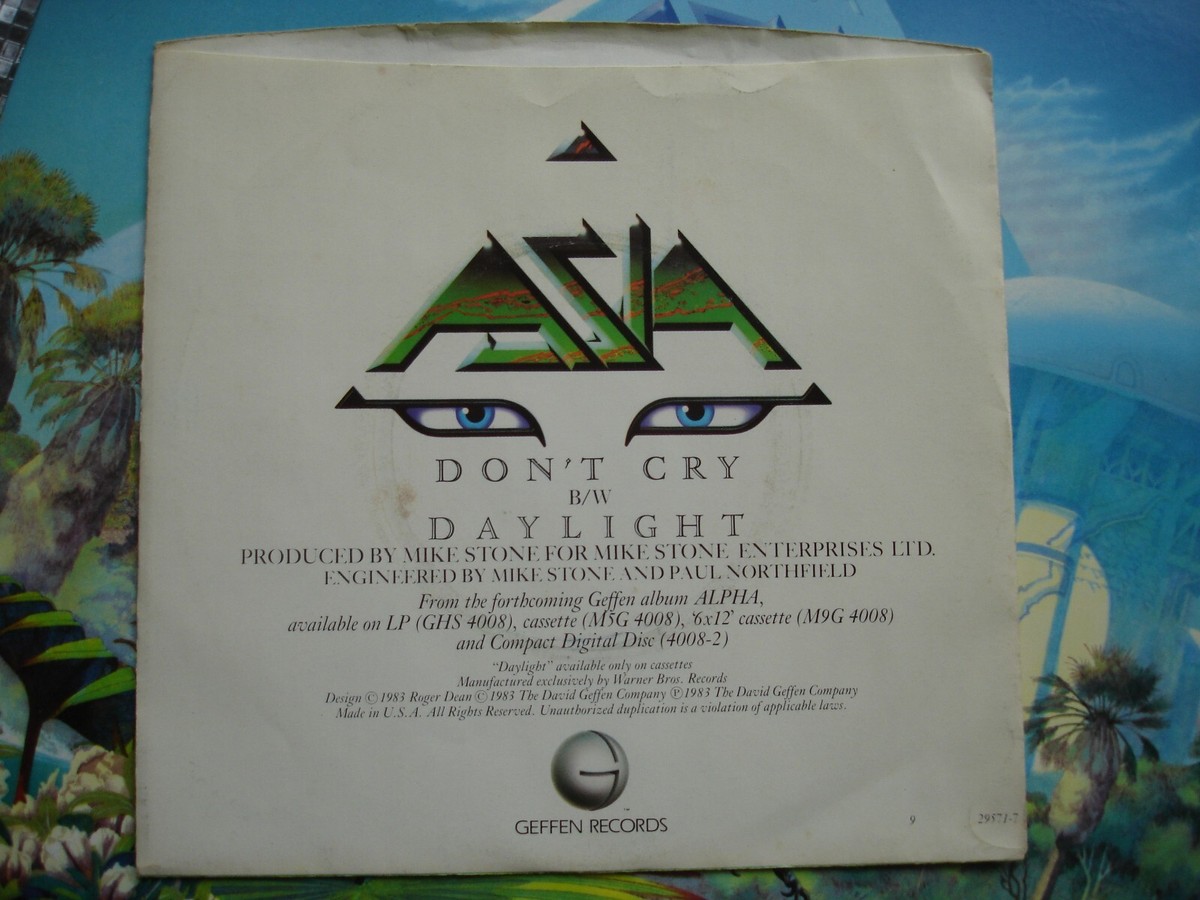 ASIA
DON'T CRY
B/W
DAYLIGHT
PRODUCED BY MIKE STONE FOR MIKE STONE ENTERPRISES LTD.
ENGINEERED BY MIKE STONE AND PAUL NORTHFIELD
From the forthcoming Geffen album ALPHA,
available on LP (GHS 4008), cassette (M5G 4008), '6x12' cassette (M9G 4008)
and Compact Digital Disc (4008-2)
"Daylight" available only on cassettes
Manufactured exclusively by Warner Bros. Records
Design © 1983 Roger Dean © 1983 The David Geffen Company ℗ 1983 The David Geffen Company
Made in U.S.A. All Rights Reserved. Unauthorized duplication is a violation of applicable laws.
G
GEFFEN RECORDS
9 29571-7